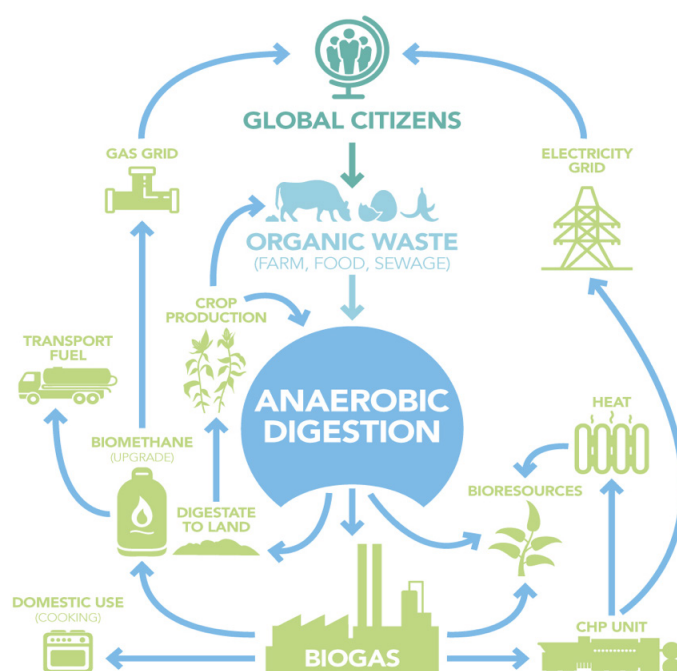 GLOBAL CITIZENS
GAS GRID
ELECTRICITY
GRID
ORGANIC WASTE
(FARM, FOOD, SEWAGE)
CROP
PRODUCTION
TRANSPORT
FUEL
ANAEROBIC
DIGESTION
HEAT
BIOMETHANE
(UPGRADE)
BIORESOURCES
DIGESTATE
TO LAND
DOMESTIC USE
(COOKING)
CHP UNIT
BIOGAS